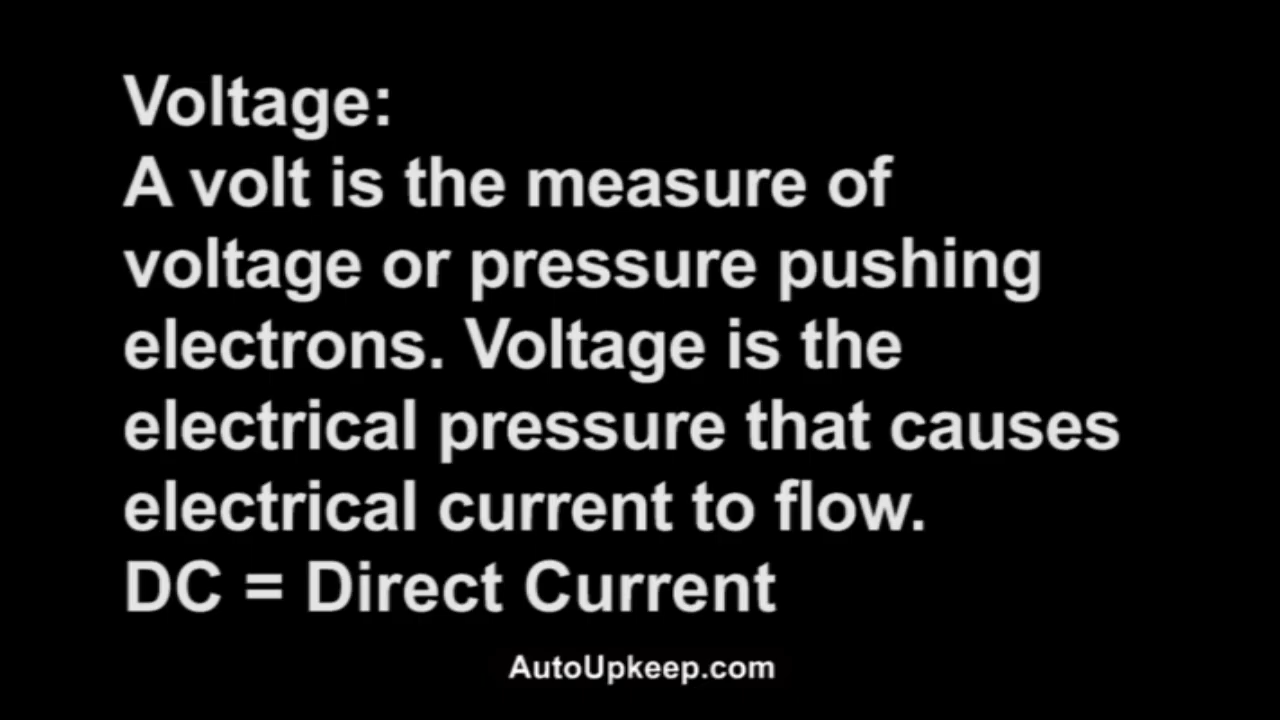 Voltage:
A volt is the measure of
voltage or pressure pushing
electrons. Voltage is the
electrical pressure that causes
electrical current to flow.
DC = Direct Current
AutoUpkeep.com